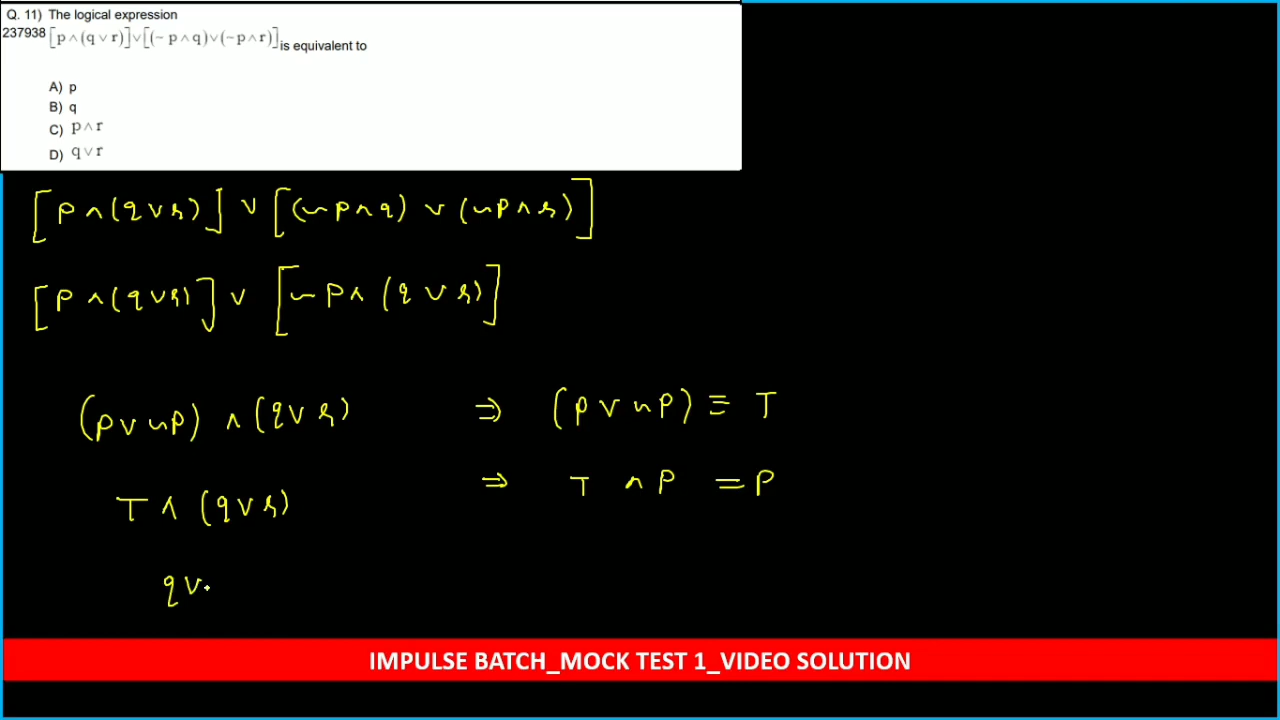 Q. 11) The logical expression
237938 [p∧(q∨r)]∨[(~p∧q)∨(~p∧r)] is equivalent to
A) p
B) q
C) p∧r
D) q∨r
[p∧(q∨r)] ∨ [(~p∧q) ∨ (~p∧r)]
[p∧(q∨r)] ∨ [~p∧(q∨r)]
(p∨~p) ∧ (q∨r) ⇒ (p∨~p) ≡ T
⇒ T ∧ P = P
T∧(q∨r)
q∨
IMPULSE BATCH_MOCK TEST 1_VIDEO SOLUTION